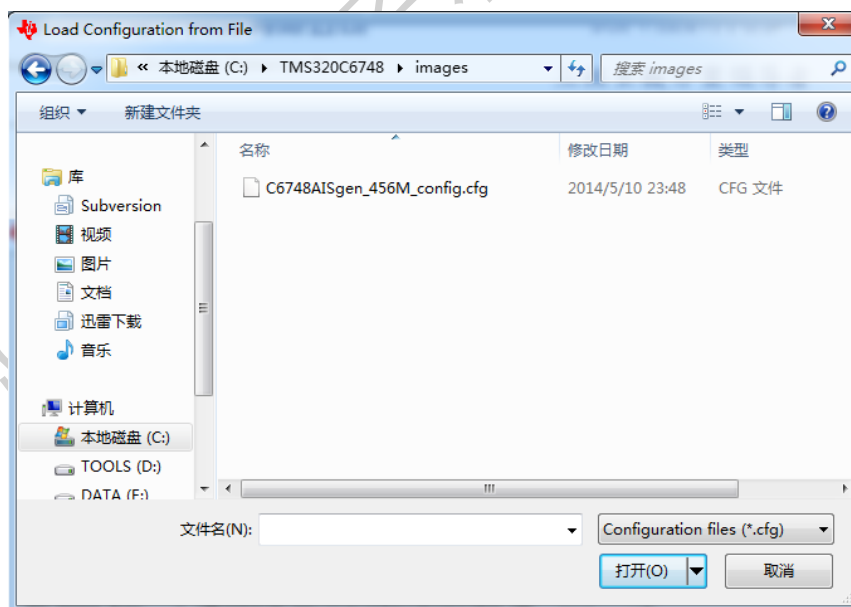 Load Configuration from File
« 本地磁盘 (C:) ▸ TMS320C6748 ▸ images
搜索 images
组织 新建文件夹
名称 修改日期 类型
库
Subversion
视频
图片
文档
迅雷下载
音乐
计算机
本地磁盘 (C:)
TOOLS (D:)
DATA (E:)
C6748AISgen_456M_config.cfg 2014/5/10 23:48 CFG 文件
文件名(N): Configuration files (*.cfg)
打开(O) 取消